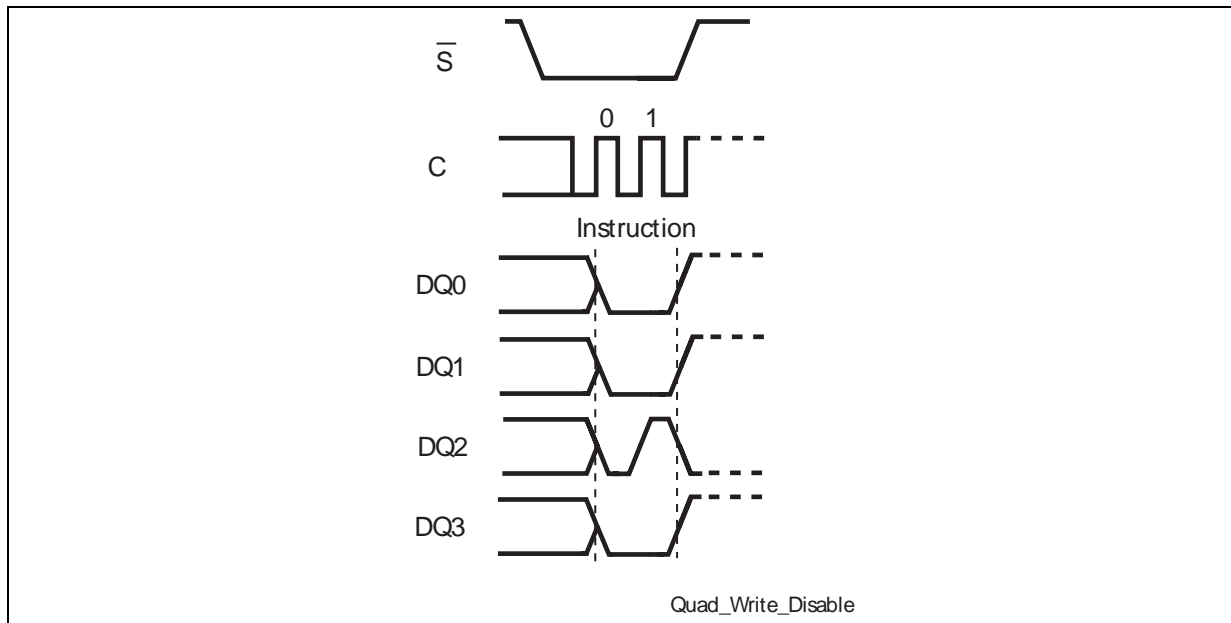 S̅
0 1
C
Instruction
DQ0
DQ1
DQ2
DQ3
Quad_Write_Disable